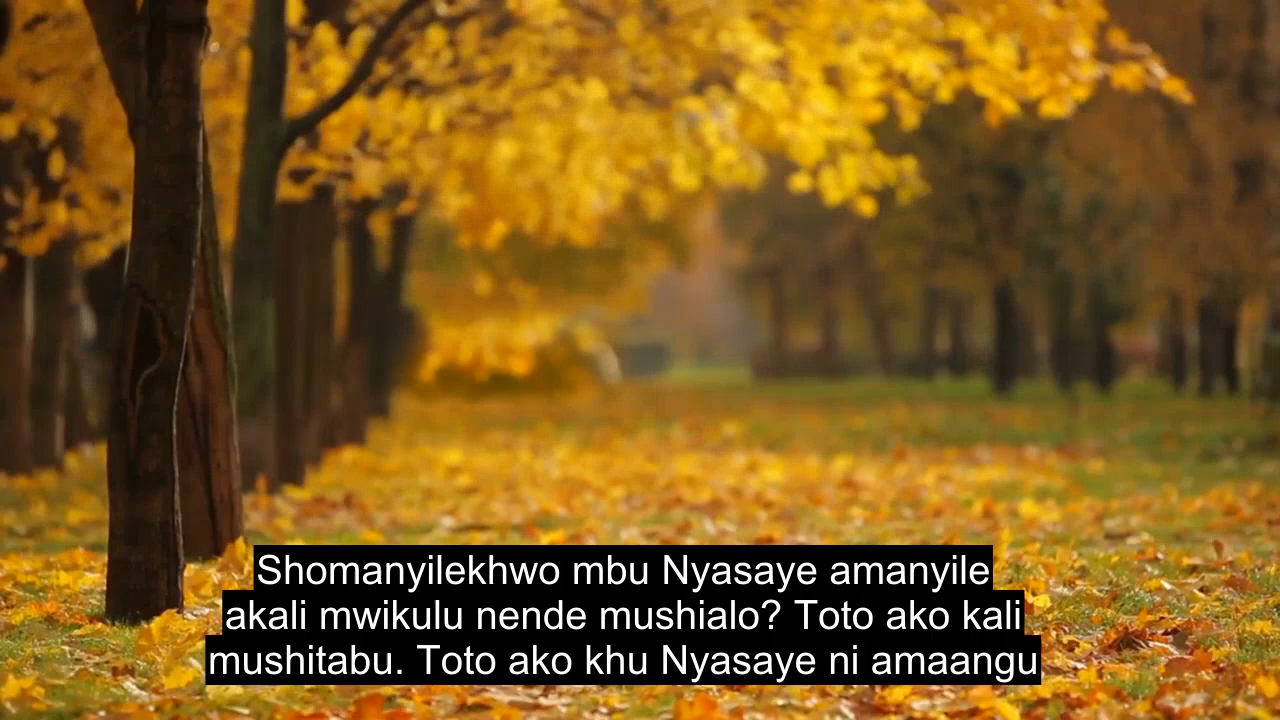 Shomanyilekhwo mbu Nyasaye amanyile
akali mwikulu nende mushialo? Toto ako kali
mushitabu. Toto ako khu Nyasaye ni amaangu